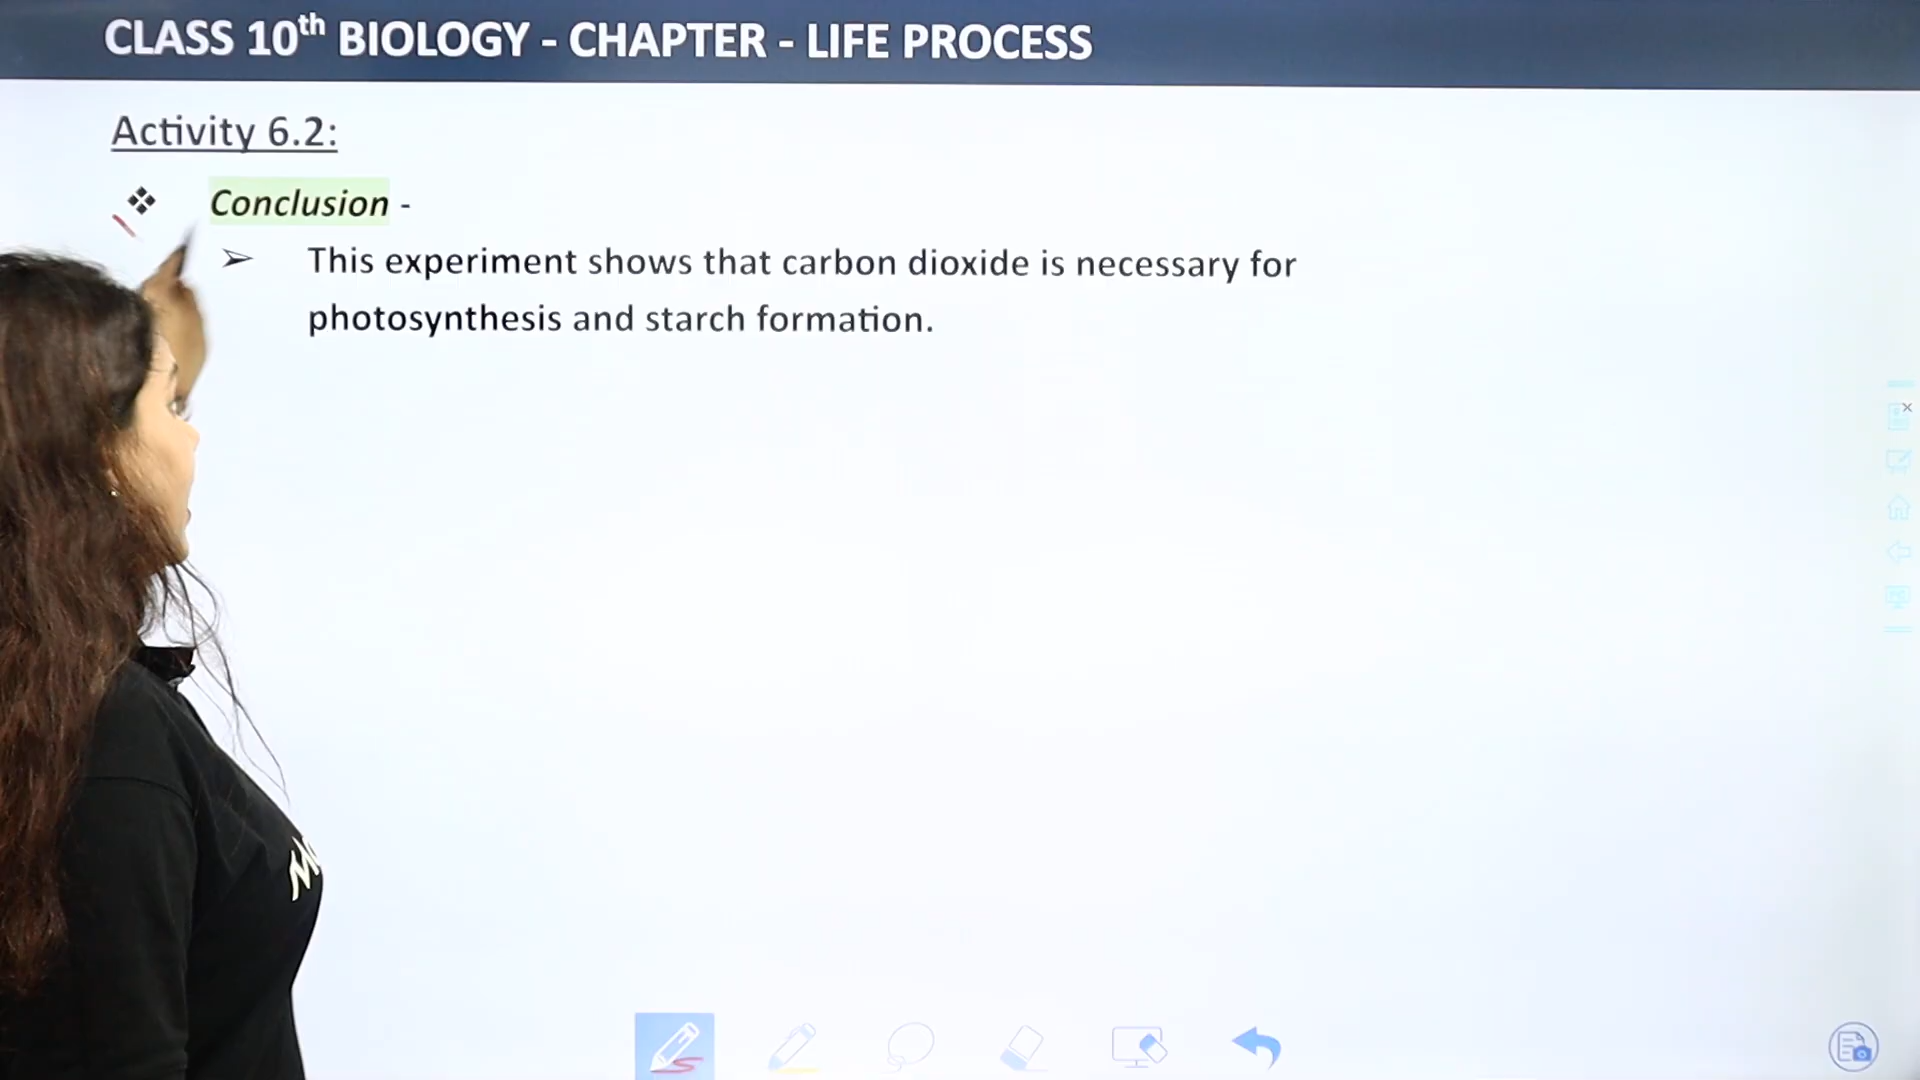 CLASS 10th BIOLOGY - CHAPTER - LIFE PROCESS
Activity 6.2:
❖ Conclusion -
➢ This experiment shows that carbon dioxide is necessary for
photosynthesis and starch formation.